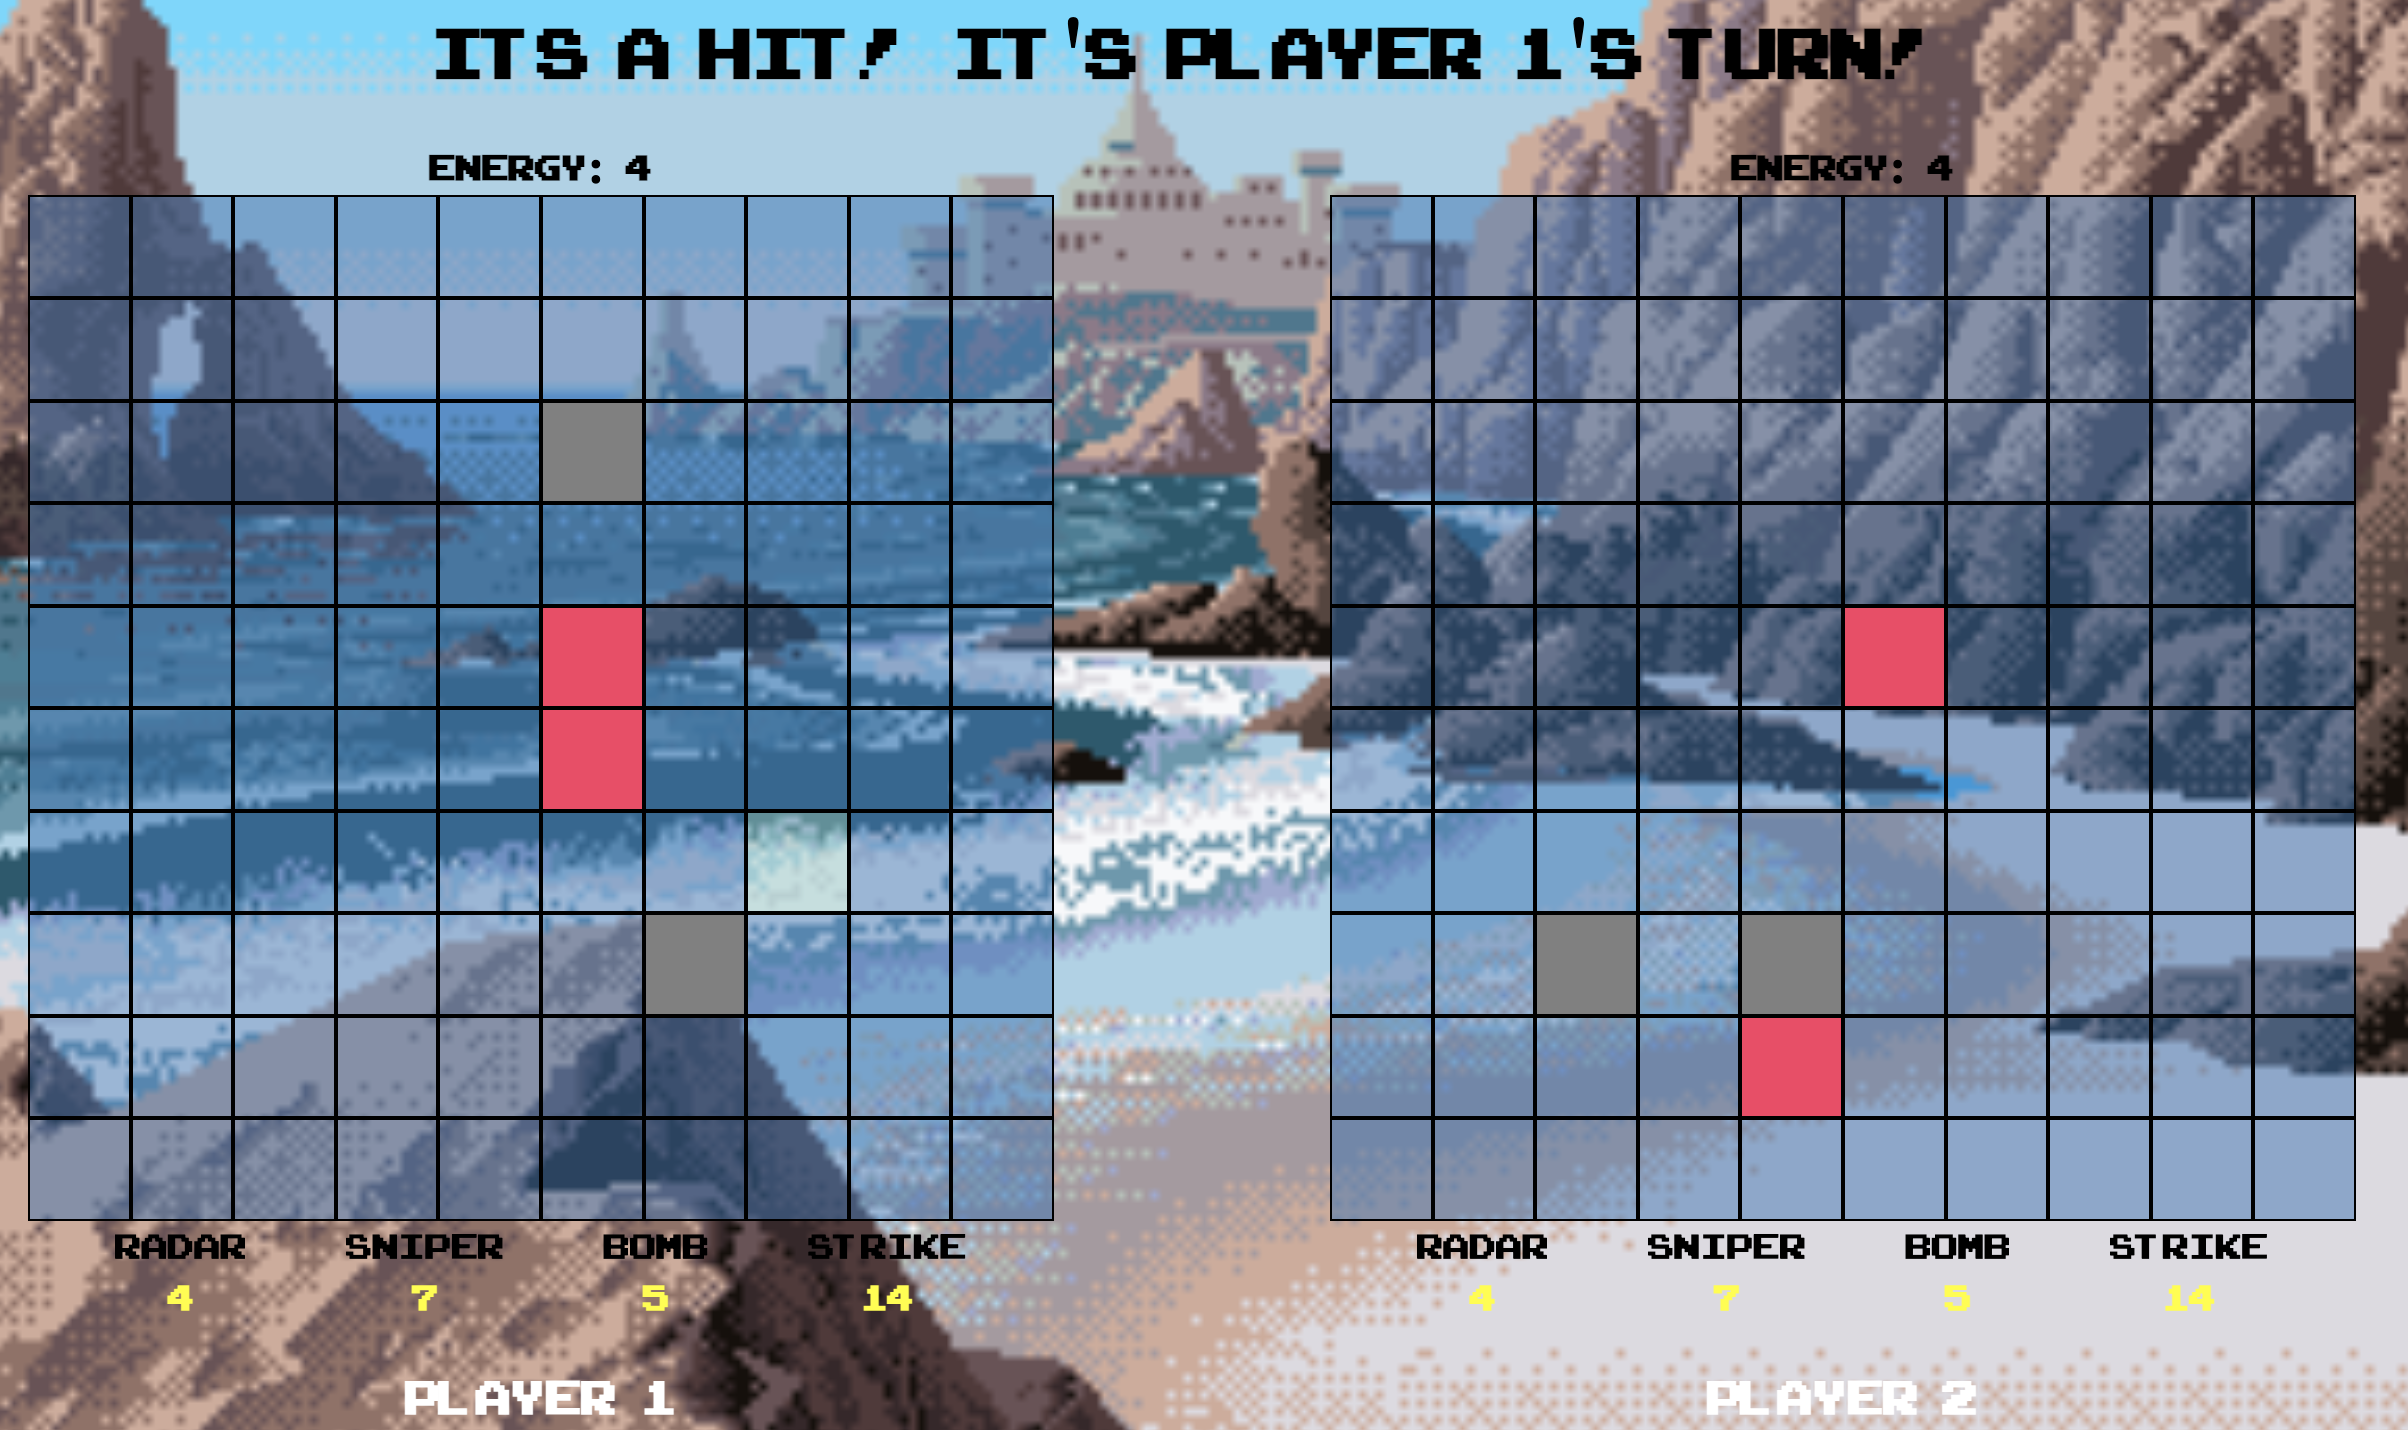 ITS A HIT! IT'S PLAYER 1'S TURN!
ENERGY: 4
ENERGY: 4
RADAR SNIPER BOMB STRIKE
4 7 5 14
RADAR SNIPER BOMB STRIKE
4 7 5 14
PLAYER 1
PLAYER 2